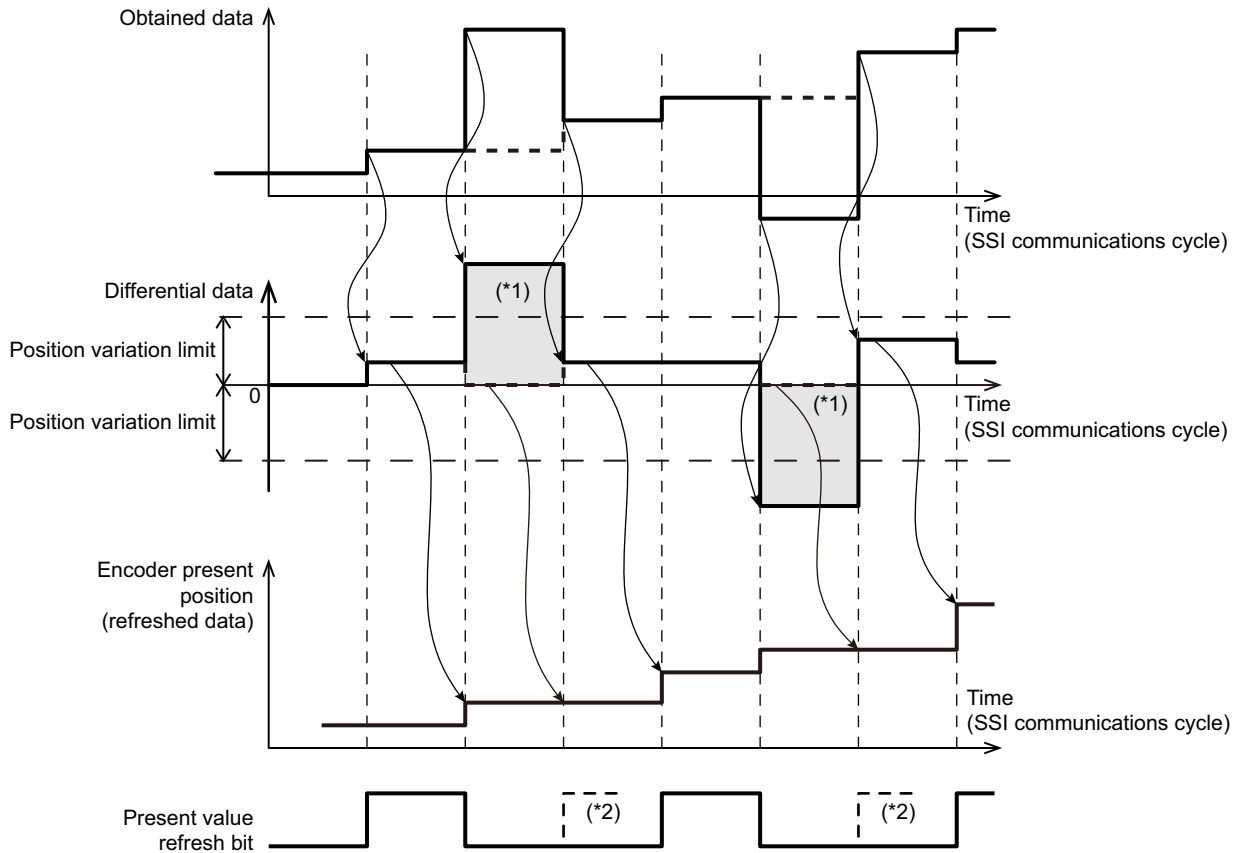 Obtained data
Time
(SSI communications cycle)
Differential data
(*1)
Position variation limit
0
(*1)
Time
(SSI communications cycle)
Position variation limit
Encoder present
position
(refreshed data)
Time
(SSI communications cycle)
Present value
refresh bit
(*2)
(*2)